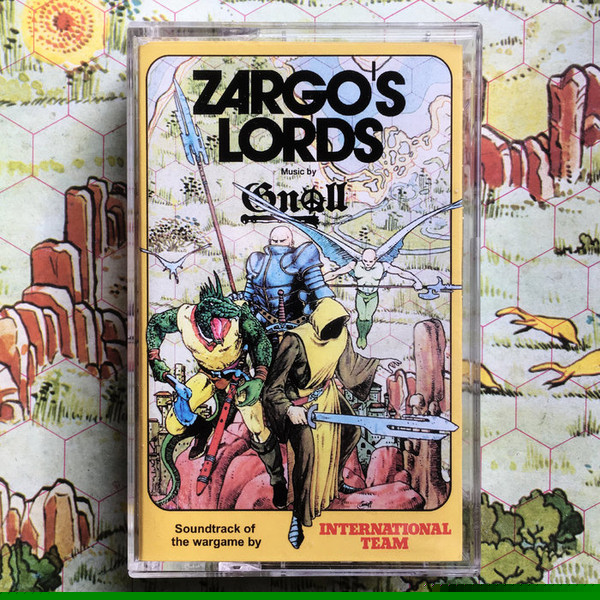 ZARGO'S
LORDS
Music by
Gnoll
Soundtrack of
the wargame by
INTERNATIONAL
TEAM